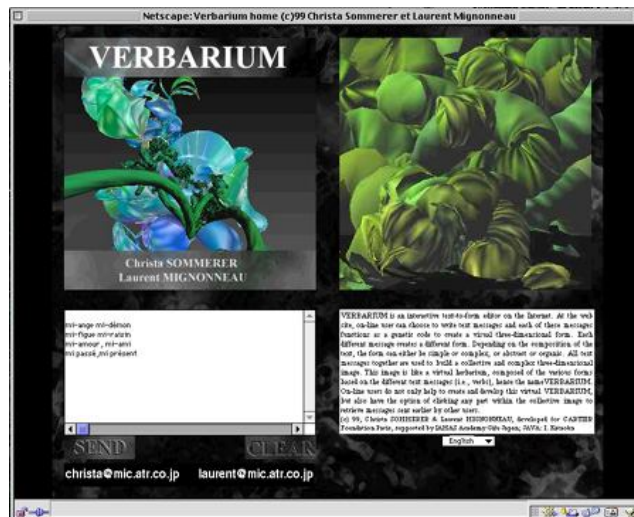 Netscape: Verbarium home (c)99 Christa Sommerer et Laurent Mignonneau
VERBARIUM
Christa SOMMERER
Laurent MIGNONNEAU
mi-ange mi-démon
mi-figue mi-raisin
mi-amour , mi-ami
mi passé ,mi présent
VERBARIUM is an interactive text-to-form editor on the Internet. At the web
site, on-line user can choose to write text messages and each of these messages
functions as a genetic code to create a virtual three-dimensional form. Each
different message creates a different form. Depending on the composition of the
text, the form can either be simple or complex, or abstract or organic. All text
messages together are used to build a collective and complex three-dimensional
image. This image is like a virtual herbarium, composed of the various forms
based on the different text messages (i.e., verbs), hence the name VERBARIUM.
On-line users do not only help to create and develop this virtual VERBARIUM,
but also have the option of clicking any part within the collective image to
retrieve messages sent earlier by other users.
(c) 99, Christa SOMMERER & Laurent MIGNONNEAU, developed for CARTIER
Foundation Paris, supported by IAMAS Academy Gifu Japan; JAVA:
SEND CLEAR
English
christa@mic.atr.co.jp laurent@mic.atr.co.jp